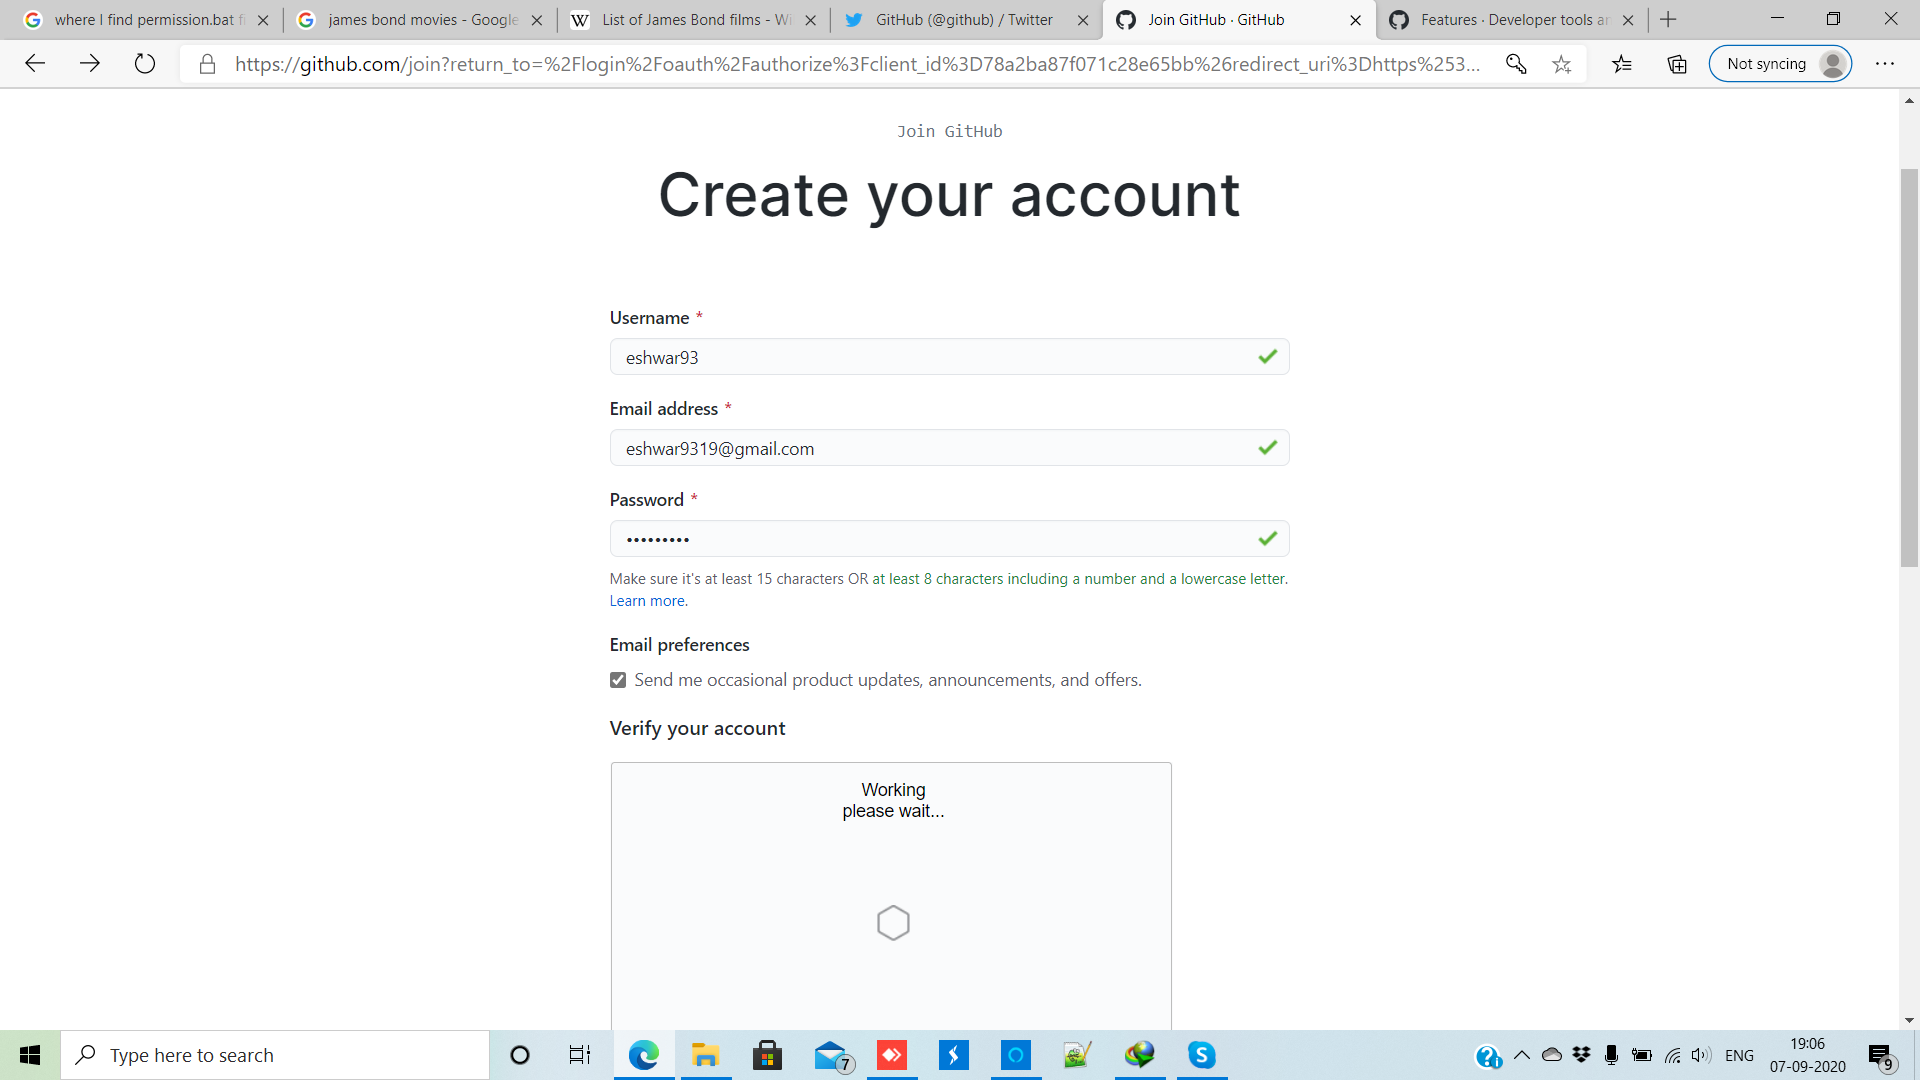 where I find permission.bat fi
james bond movies - Google
List of James Bond films - Wi
GitHub (@github) / Twitter
Join GitHub · GitHub
Features · Developer tools an
https://github.com/join?return_to=%2Flogin%2Foauth%2Fauthorize%3Fclient_id%3D78a2ba87f071c28e65bb%26redirect_uri%3Dhttps%253...
Not syncing
Join GitHub
Create your account
Username *
eshwar93
Email address *
eshwar9319@gmail.com
Password *
Make sure it's at least 15 characters OR at least 8 characters including a number and a lowercase letter.
Learn more.
Email preferences
Send me occasional product updates, announcements, and offers.
Verify your account
Working
please wait...
Type here to search
7
ENG
19:06
07-09-2020
9